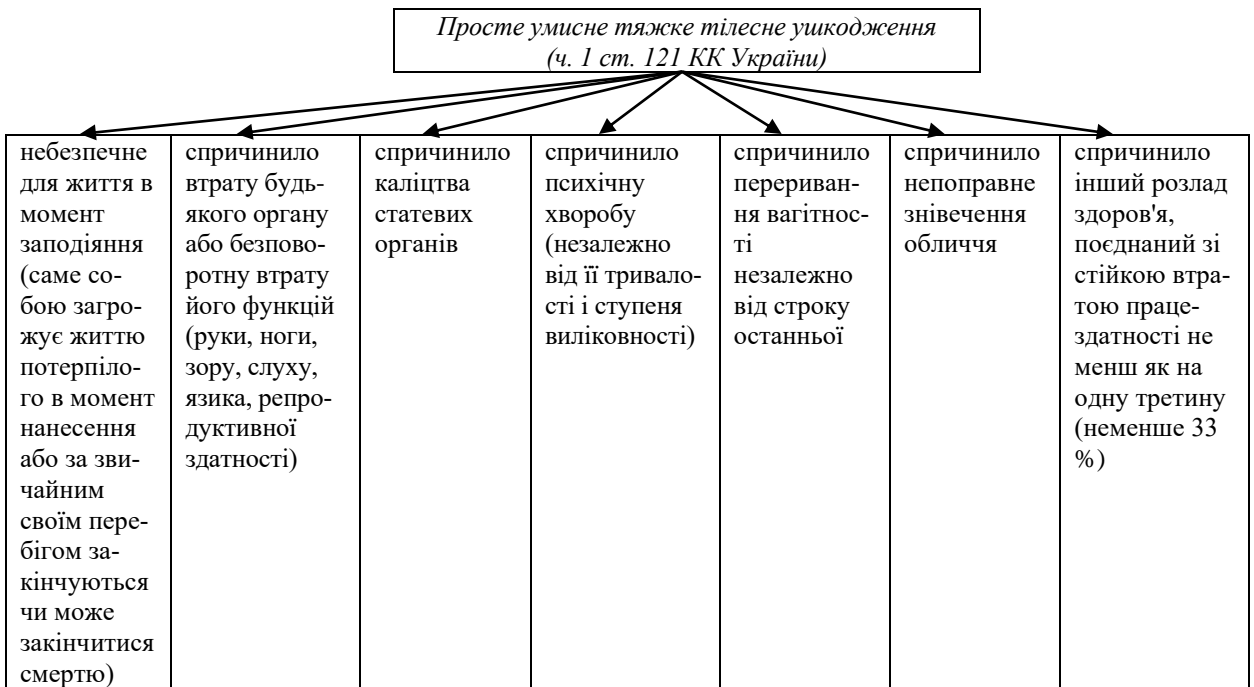 Просте умисне тяжке тілесне ушкодження
(ч. 1 ст. 121 КК України)
небезпечне
для життя в
момент
заподіяння
(саме со-
бою загро-
жує життю
потерпіло-
го в момент
нанесення
або за зви-
чайним
своїм пере-
бігом за-
кінчуються
чи може
закінчитися
смертю)
спричинило
втрату будь-
якого органу
або безпово-
ротну втрату
його функцій
(руки, ноги,
зору, слуху,
язика, репро-
дуктивної
здатності)
спричинило
каліцтва
статевих
органів
спричинило
психічну
хворобу
(незалежно
від її тривало-
сті і ступеня
виліковності)
спричинило
перериван-
ня вагітнос-
ті
незалежно
від строку
останньої
спричинило
непоправне
знівечення
обличчя
спричинило
інший розлад
здоров'я,
поєднаний зі
стійкою втра-
тою праце-
здатності не
менш як на
одну третину
(неменше 33
%)